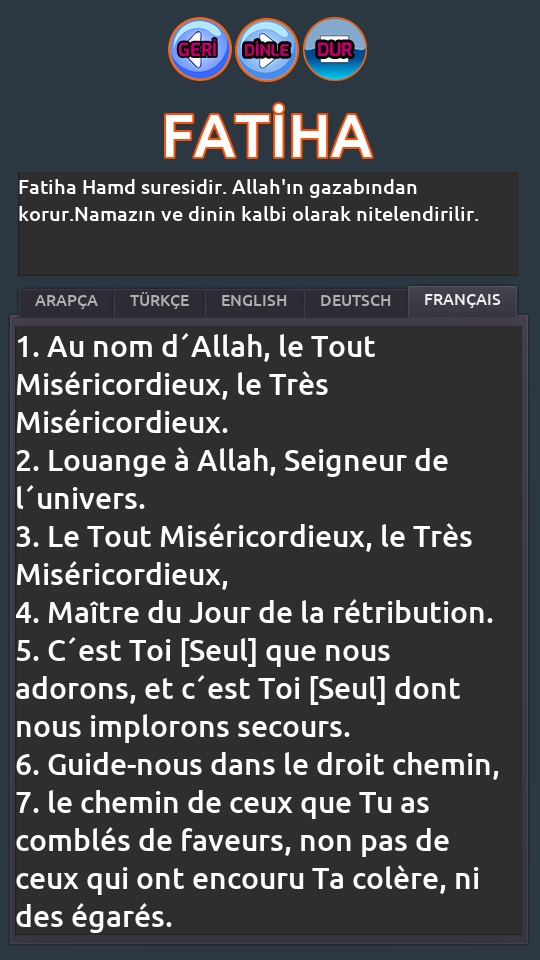 GERİ DİNLE DUR
FATİHA
Fatiha Hamd suresidir. Allah'ın gazabından
korur.Namazın ve dinin kalbi olarak nitelendirilir.
ARAPÇA TÜRKÇE ENGLISH DEUTSCH FRANÇAIS
1. Au nom d´Allah, le Tout
Miséricordieux, le Très
Miséricordieux.
2. Louange à Allah, Seigneur de
l´univers.
3. Le Tout Miséricordieux, le Très
Miséricordieux,
4. Maître du Jour de la rétribution.
5. C´est Toi [Seul] que nous
adorons, et c´est Toi [Seul] dont
nous implorons secours.
6. Guide-nous dans le droit chemin,
7. le chemin de ceux que Tu as
comblés de faveurs, non pas de
ceux qui ont encouru Ta colère, ni
des égarés.